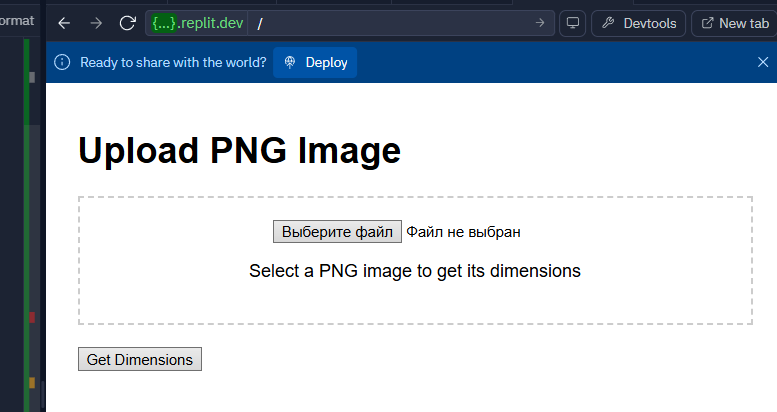 ormat
{...}.replit.dev /
Devtools
New tab
Ready to share with the world? Deploy
Upload PNG Image
Выберите файл Файл не выбран
Select a PNG image to get its dimensions
Get Dimensions